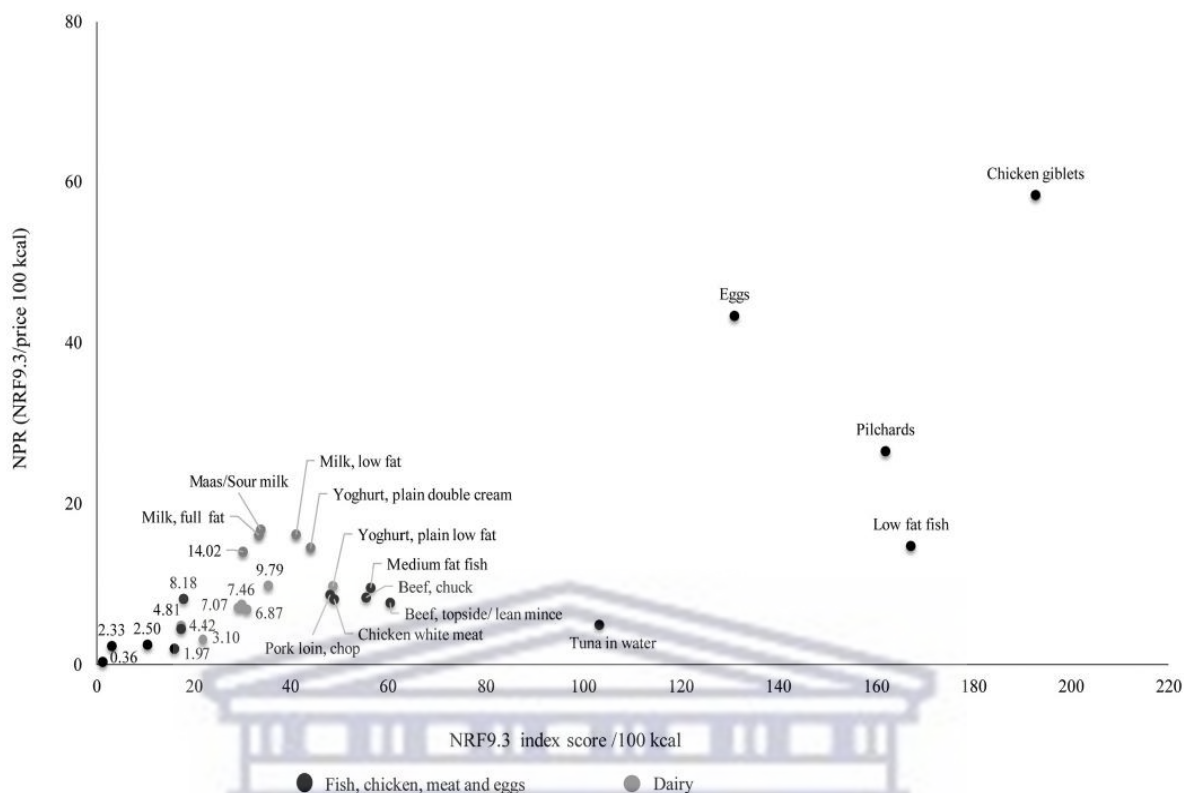 80
60
40
20
0
NPR (NRF9.3/price 100 kcal)
Chicken giblets
Eggs
Pilchards
Low fat fish
Milk, low fat
Maas/Sour milk
Yoghurt, plain double cream
Milk, full fat
Yoghurt, plain low fat
14.02
9.79
Medium fat fish
8.18
7.46
Beef, chuck
4.81
7.07
6.87
Beef, topside/ lean mince
2.33
2.50
4.42
3.10
Chicken white meat
Tuna in water
0.36
1.97
Pork loin, chop
0 20 40 60 80 100 120 140 160 180 200 220
NRF9.3 index score /100 kcal
Fish, chicken, meat and eggs
Dairy